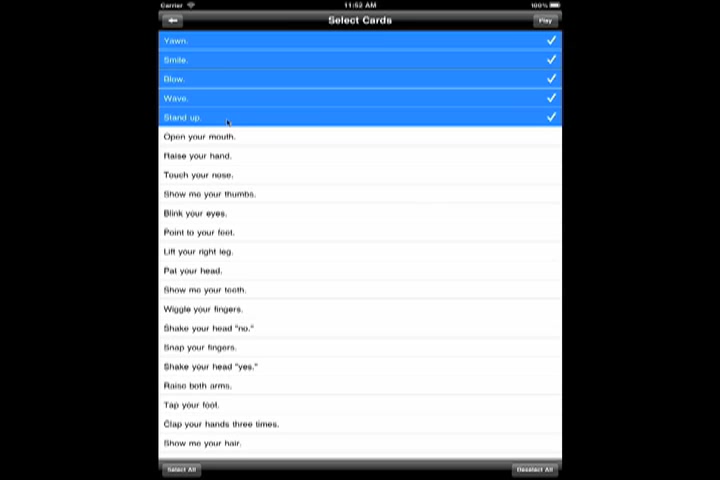 Carrier 11:52 AM 100%
Select Cards
Play
Yawn.
Smile.
Blow.
Wave.
Stand up.
Open your mouth.
Raise your hand.
Touch your nose.
Show me your thumbs.
Blink your eyes.
Point to your foot.
Lift your right leg.
Pat your head.
Show me your teeth.
Wiggle your fingers.
Shake your head "no."
Snap your fingers.
Shake your head "yes."
Raise both arms.
Tap your foot.
Clap your hands three times.
Show me your hair.
Select All
Deselect All